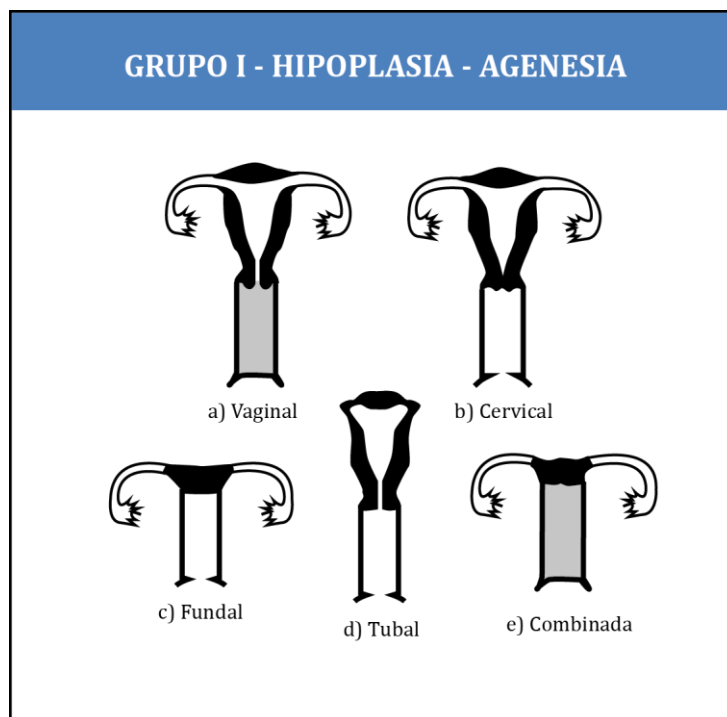 GRUPO I - HIPOPLASIA - AGENESIA
a) Vaginal
b) Cervical
c) Fundal
d) Tubal
e) Combinada